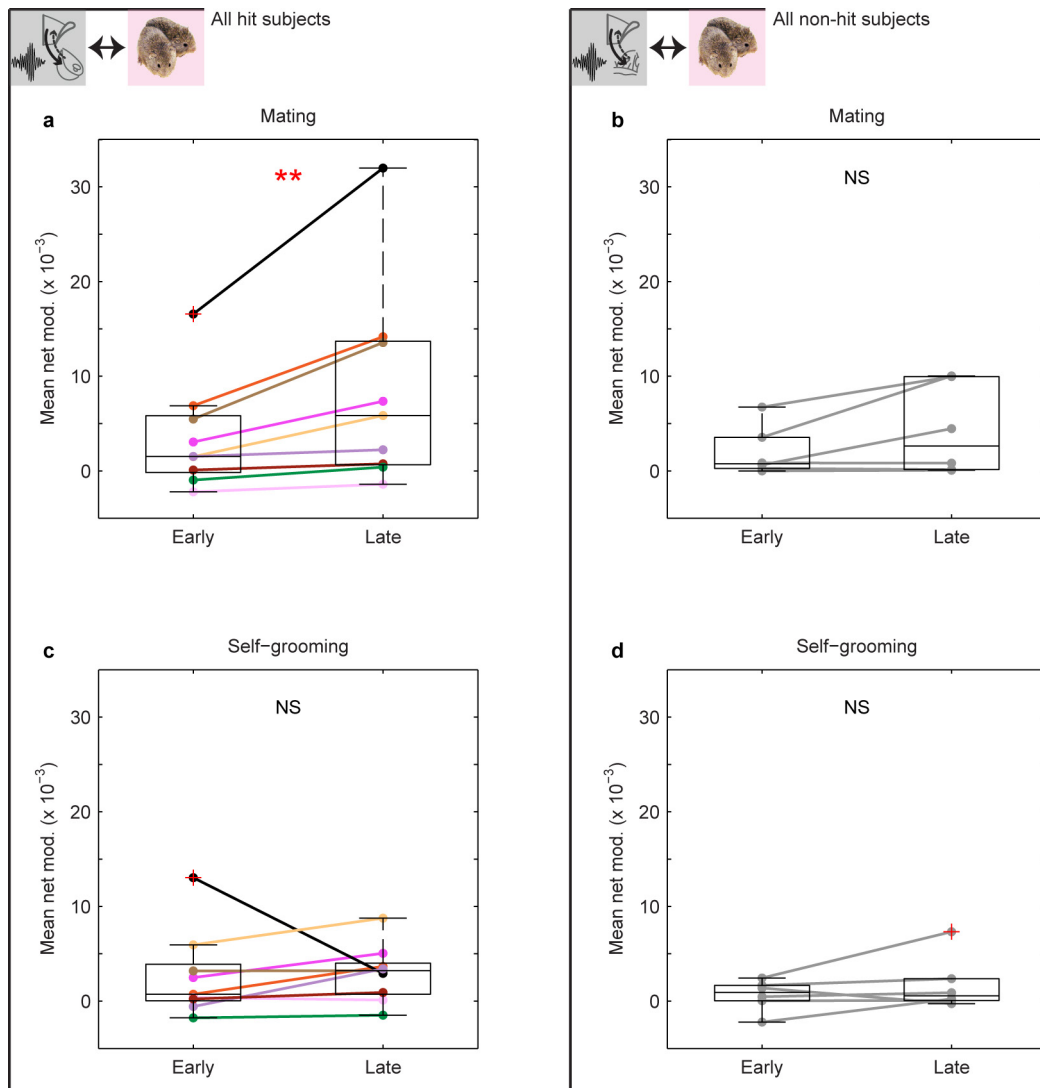 All hit subjects
All non-hit subjects
a
Mating
**
Mean net mod. (x 10⁻³)
30
20
10
0
Early
Late
b
Mating
NS
Mean net mod. (x 10⁻³)
30
20
10
0
Early
Late
c
Self−grooming
NS
Mean net mod. (x 10⁻³)
30
20
10
0
Early
Late
d
Self−grooming
NS
Mean net mod. (x 10⁻³)
30
20
10
0
Early
Late